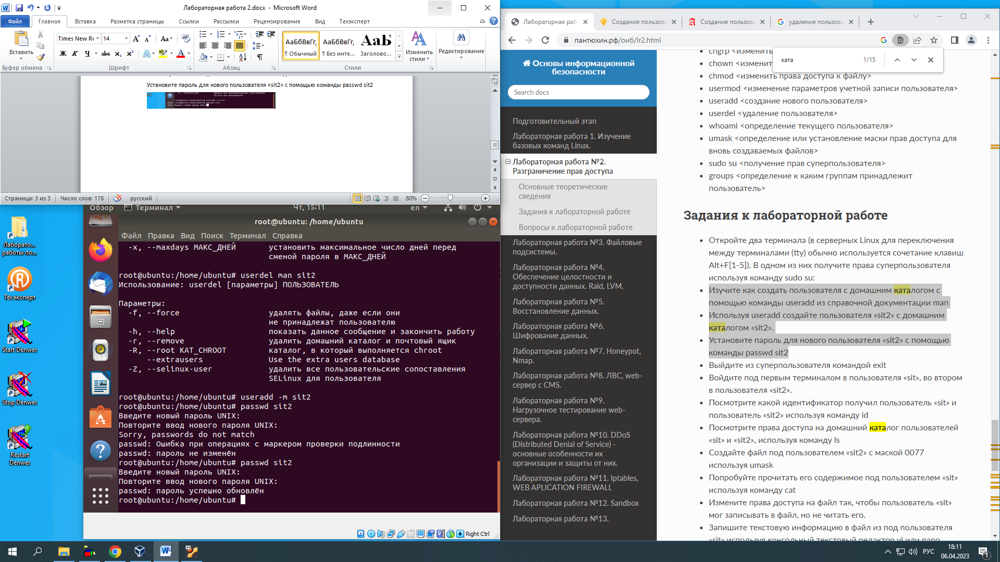 Лабораторная работа 2.docx - Microsoft Word
Файл
Главная
Вставка
Разметка страницы
Ссылки
Рассылки
Рецензирование
Вид
Техэксперт
Вставить
Times New Ro
14
Aa
Ж К Ч abc x₂ x²
АаБбВвГг,
¶ Обычный
АаБбВвГг,
¶ Без инте...
АаБ
Заголово...
Изменить стили
Редактирование
Буфер обмена
Шрифт
Абзац
Стили
Установите пароль для нового пользователя «sit2» с помощью команды passwd sit2
Страница: 3 из 3
Число слов: 178
русский
80%
Лаборато...
работы по...
Техэксперт
Start Denwer
Stop Denwer
Restart
Denwer
Обзор
Терминал
Чт, 15:11
en
root@ubuntu: /home/ubuntu
Файл Правка Вид Поиск Терминал Справка
-x, --maxdays МАКС_ДНЕЙ установить максимальное число дней перед
сменой пароля в МАКС_ДНЕЙ
root@ubuntu:/home/ubuntu# userdel man sit2
Использование: userdel [параметры] ПОЛЬЗОВАТЕЛЬ
Параметры:
-f, --force удалять файлы, даже если они
не принадлежат пользователю
-h, --help показать данное сообщение и закончить работу
-r, --remove удалить домашний каталог и почтовый ящик
-R, --root КАТ_CHROOT каталог, в который выполняется chroot
--extrausers Use the extra users database
-Z, --selinux-user удалить все пользовательские сопоставления
SELinux для пользователя
root@ubuntu:/home/ubuntu# useradd -m sit2
root@ubuntu:/home/ubuntu# passwd sit2
Введите новый пароль UNIX:
Повторите ввод нового пароля UNIX:
Sorry, passwords do not match
passwd: Ошибка при операциях с маркером проверки подлинности
passwd: пароль не изменён
root@ubuntu:/home/ubuntu# passwd sit2
Введите новый пароль UNIX:
Повторите ввод нового пароля UNIX:
passwd: пароль успешно обновлён
root@ubuntu:/home/ubuntu#
Right Ctrl
Лабораторная раб
Создание пользова
Создание пользова
удаление пользова
пантюхин.рф/оиб/lr2.html
ката
1/15
Основы информационной
безопасности
Search docs
Подготовительный этап
Лабораторная работа 1. Изучение
базовых команд Linux.
Лабораторная работа №2.
Разграничение прав доступа
Основные теоретические
сведения
Задания к лабораторной работе
Вопросы к лабораторной работе
Лабораторная работа №3. Файловые
подсистемы.
Лабораторная работа №4.
Обеспечение целостности и
доступности данных. Raid, LVM.
Лабораторная работа №5.
Восстановление данных.
Лабораторная работа №6.
Шифрование данных.
Лабораторная работа №7. Honeypot,
Nmap.
Лабораторная работа №8. ЛВС, web-
сервер с CMS.
Лабораторная работа №9.
Нагрузочное тестирование web-
сервера.
Лабораторная работа №10. DDoS
(Distributed Denial of Service) -
основные особенности их
организации и защиты от них.
Лабораторная работа №11. Iptables,
WEB APLICATION FIREWALL
Лабораторная работа №12. Sandbox
Лабораторная работа №13.
chgrp <изменить
chown <изменит
chmod <изменить права доступа к файлу>
usermod <изменение параметров учетной записи пользователя>
useradd <создание нового пользователя>
userdel <удаление пользователя>
whoami <определение текущего пользователя>
umask <определение или установление маски прав доступа для
вновь создаваемых файлов>
sudo su <получение прав суперпользователя>
groups <определение к каким группам принадлежит
пользователь>
Задания к лабораторной работе
Откройте два терминала (в серверных Linux для переключения
между терминалами (tty) обычно используется сочетание клавиш
Alt+F[1-5]). В одном из них получите права суперпользователя
используя команду sudo su:
Изучите как создать пользователя с домашним каталогом с
помощью команды useradd из справочной документации man
Используя useradd создайте пользователя «sit2» с домашним
каталогом «sit2».
Установите пароль для нового пользователя «sit2» с помощью
команды passwd sit2
Выйдите из суперпользователя командой exit
Войдите под первым терминалом в пользователя «sit», во втором
в пользователя «sit2».
Посмотрите какой идентификатор получил пользователь «sit» и
пользователь «sit2» используя команду id
Посмотрите права доступа на домашний каталог пользователей
«sit» и «sit2», используя команду ls
Создайте файл под пользователем «sit2» с маской 0077
используя umask
Попробуйте прочитать его содержимое под пользователем «sit»
используя команду cat
Измените права доступа на файл так, чтобы пользователь «sit»
мог записывать в файл, но не читать его.
Запишите текстовую информацию в файл из под пользователя
«sit» используя консольный текстовый редактор vi или nano
РУС
18:11
06.04.2023
1